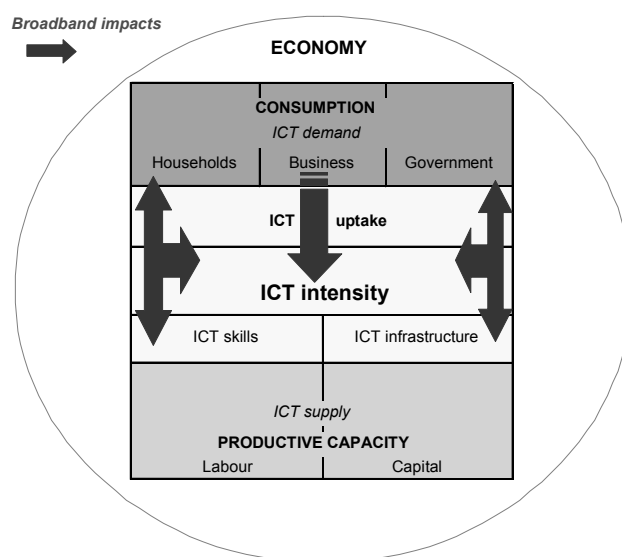 Broadband impacts
ECONOMY
CONSUMPTION
ICT demand
Households Business Government
ICT uptake
ICT intensity
ICT skills ICT infrastructure
ICT supply
PRODUCTIVE CAPACITY
Labour Capital